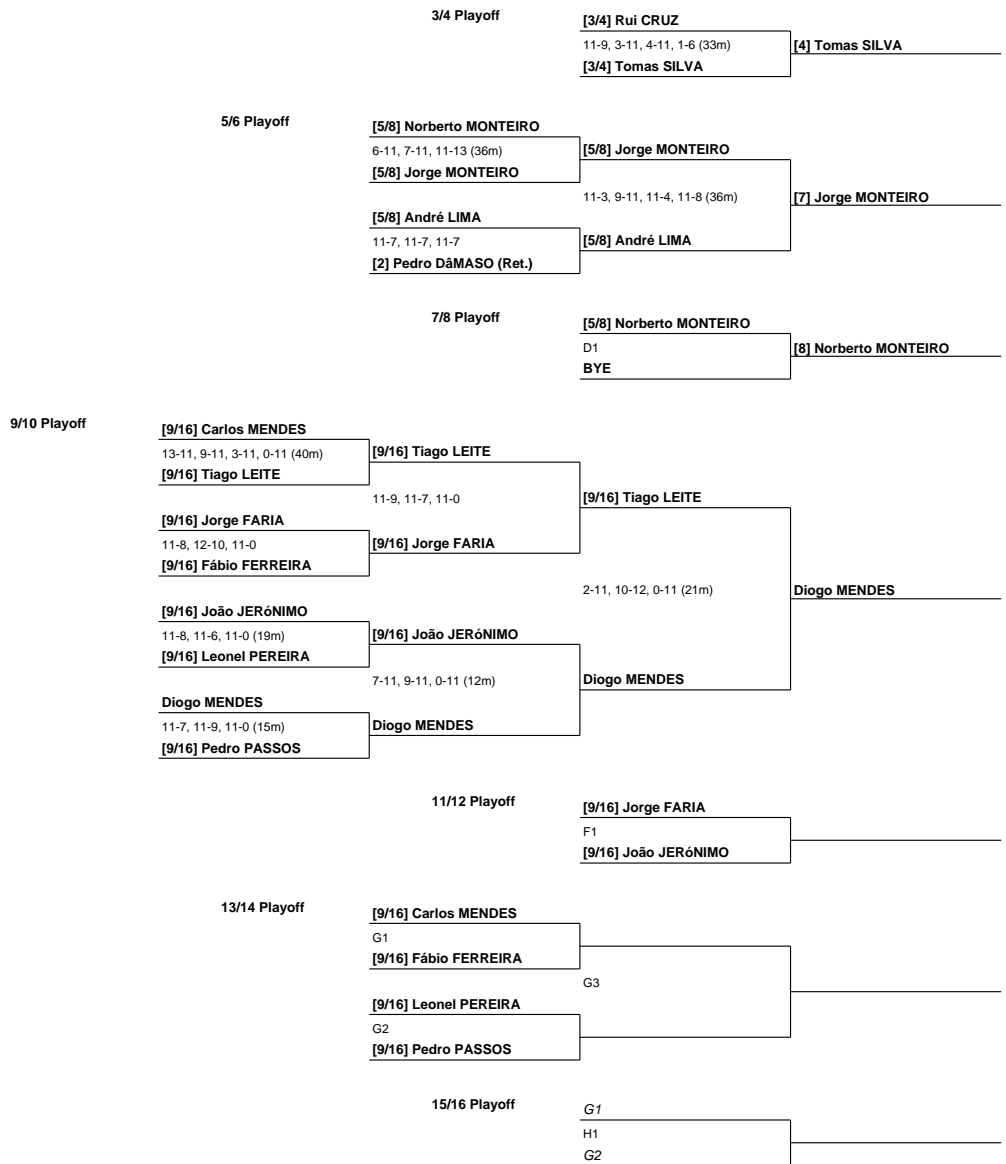 3/4 Playoff
[3/4] Rui CRUZ
11-9, 3-11, 4-11, 1-6 (33m)
[4] Tomas SILVA
[3/4] Tomas SILVA
5/6 Playoff
[5/8] Norberto MONTEIRO
6-11, 7-11, 11-13 (36m)
[5/8] Jorge MONTEIRO
[5/8] Jorge MONTEIRO
11-3, 9-11, 11-4, 11-8 (36m)
[7] Jorge MONTEIRO
[5/8] André LIMA
11-7, 11-7, 11-7
[5/8] André LIMA
[2] Pedro DâMASO (Ret.)
7/8 Playoff
[5/8] Norberto MONTEIRO
D1
[8] Norberto MONTEIRO
BYE
9/10 Playoff
[9/16] Carlos MENDES
13-11, 9-11, 3-11, 0-11 (40m)
[9/16] Tiago LEITE
[9/16] Tiago LEITE
11-9, 11-7, 11-0
[9/16] Tiago LEITE
[9/16] Jorge FARIA
11-8, 12-10, 11-0
[9/16] Jorge FARIA
[9/16] Fábio FERREIRA
2-11, 10-12, 0-11 (21m)
Diogo MENDES
[9/16] João JERóNIMO
11-8, 11-6, 11-0 (19m)
[9/16] João JERóNIMO
[9/16] Leonel PEREIRA
7-11, 9-11, 0-11 (12m)
Diogo MENDES
Diogo MENDES
11-7, 11-9, 11-0 (15m)
Diogo MENDES
[9/16] Pedro PASSOS
11/12 Playoff
[9/16] Jorge FARIA
F1
[9/16] João JERóNIMO
13/14 Playoff
[9/16] Carlos MENDES
G1
[9/16] Fábio FERREIRA
G3
[9/16] Leonel PEREIRA
G2
[9/16] Pedro PASSOS
15/16 Playoff
G1
H1
G2